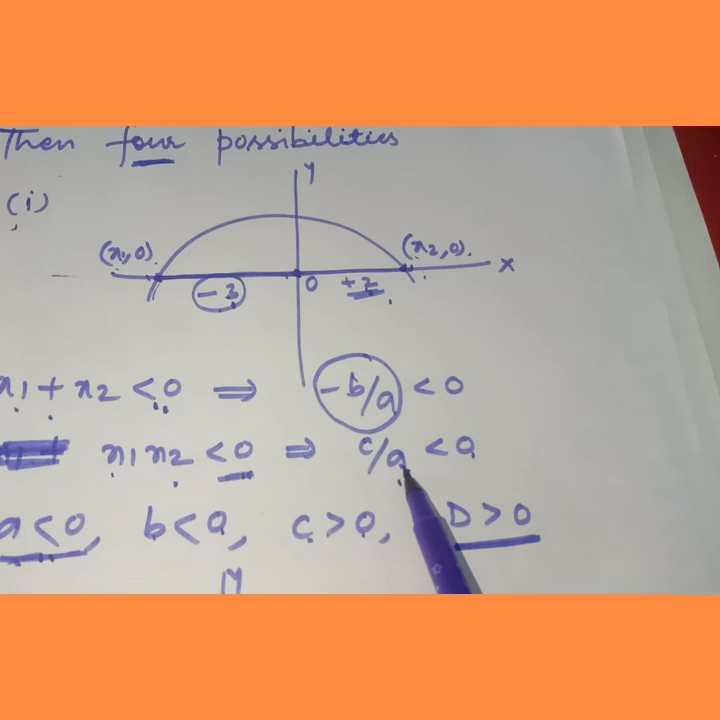 Then four possibilities
(i)
y
(x1, 0) (x2, 0)
x
-3 0 +2
x1 + x2 < 0 ⇒ -b/a < 0
x1 x2 < 0 ⇒ c/a < 0
a < 0, b < 0, c > 0, D > 0
y